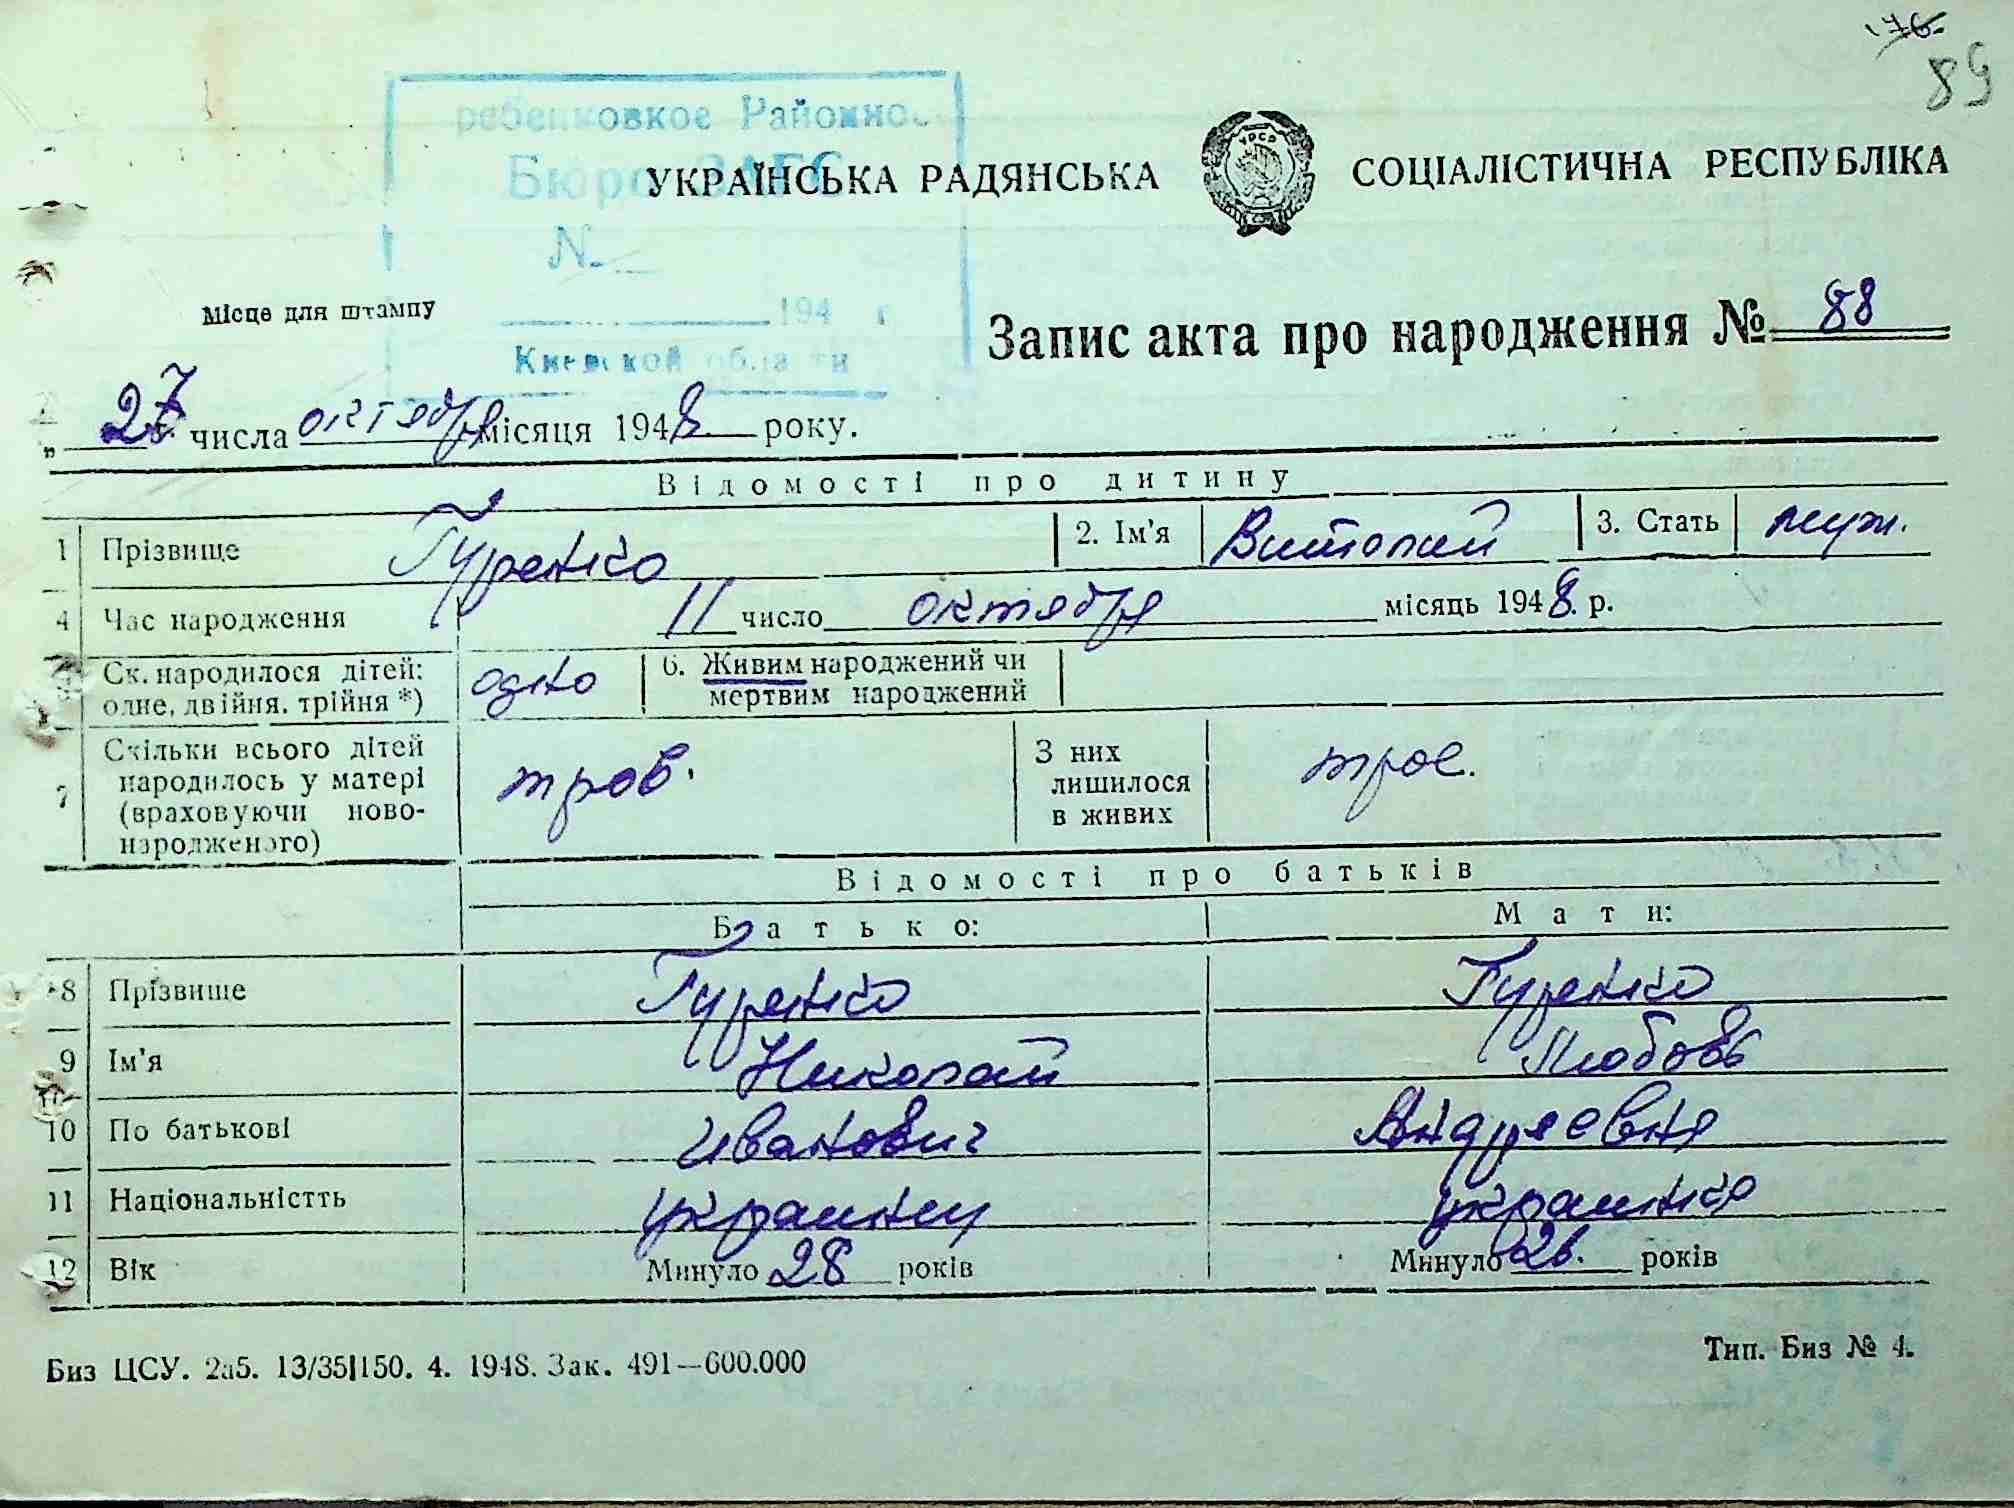 176
89
ребенковкое Районное
Бюро ЗАГС
УКРАЇНСЬКА РАДЯНСЬКА СОЦІАЛІСТИЧНА РЕСПУБЛІКА
№
194 г
Киевской области
Місце для штампу
Запис акта про народження № 88
„ 27 " числа октября місяця 1948 року.
Відомості про дитину
1 Прізвище Гуренко 2. Ім'я Виталий 3. Стать муж.
4 Час народження 11 число октября місяць 1948. р.
Ск. народилося дітей: одно 6. Живим народжений чи
одне, двійня, трійня *) мертвим народжений
7 Скільки всього дітей народилось у матері (враховуючи ново-народженого) З них лишилося в живих трое.
Відомості про батьків
Батько: Мати:
8 Прізвище Гуренко Гуренко
9 Ім'я Николай Любовь
10 По батькові Иванович Андреевна
11 Національністть украинец украинка
12 Вік Минуло 28 років Минуло 26. років
Биз ЦСУ. 2а5. 13/35|150. 4. 1948. Зак. 491—600.000
Тип. Биз № 4.